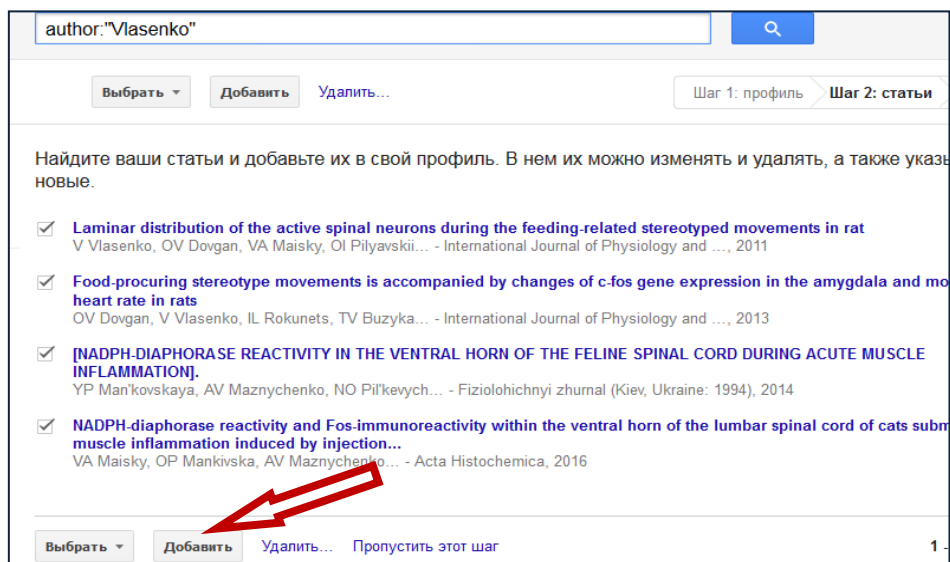 author:"Vlasenko"
Выбрать Добавить Удалить... Шаг 1: профиль Шаг 2: статьи
Найдите ваши статьи и добавьте их в свой профиль. В нем их можно изменять и удалять, а также
новые.
Laminar distribution of the active spinal neurons during the feeding-related stereotyped movements in rat
V Vlasenko, OV Dovgan, VA Maisky, OI Pilyavskii... - International Journal of Physiology and ..., 2011
Food-procuring stereotype movements is accompanied by changes of c-fos gene expression in the amygdala and
heart rate in rats
OV Dovgan, V Vlasenko, IL Rokunets, TV Buzyka... - International Journal of Physiology and ..., 2013
[NADPH-DIAPHORASE REACTIVITY IN THE VENTRAL HORN OF THE FELINE SPINAL CORD DURING ACUTE MUSCLE
INFLAMMATION].
YP Man'kovskaya, AV Maznychenko, NO Pil'kevych... - Fiziolohichnyi zhurnal (Kiev, Ukraine: 1994), 2014
NADPH-diaphorase reactivity and Fos-immunoreactivity within the ventral horn of the lumbar spinal cord of cats
muscle inflammation induced by injection...
VA Maisky, OP Mankivska, AV Maznychenko... - Acta Histochemica, 2016
Выбрать Добавить Удалить... Пропустить этот шаг 1 -